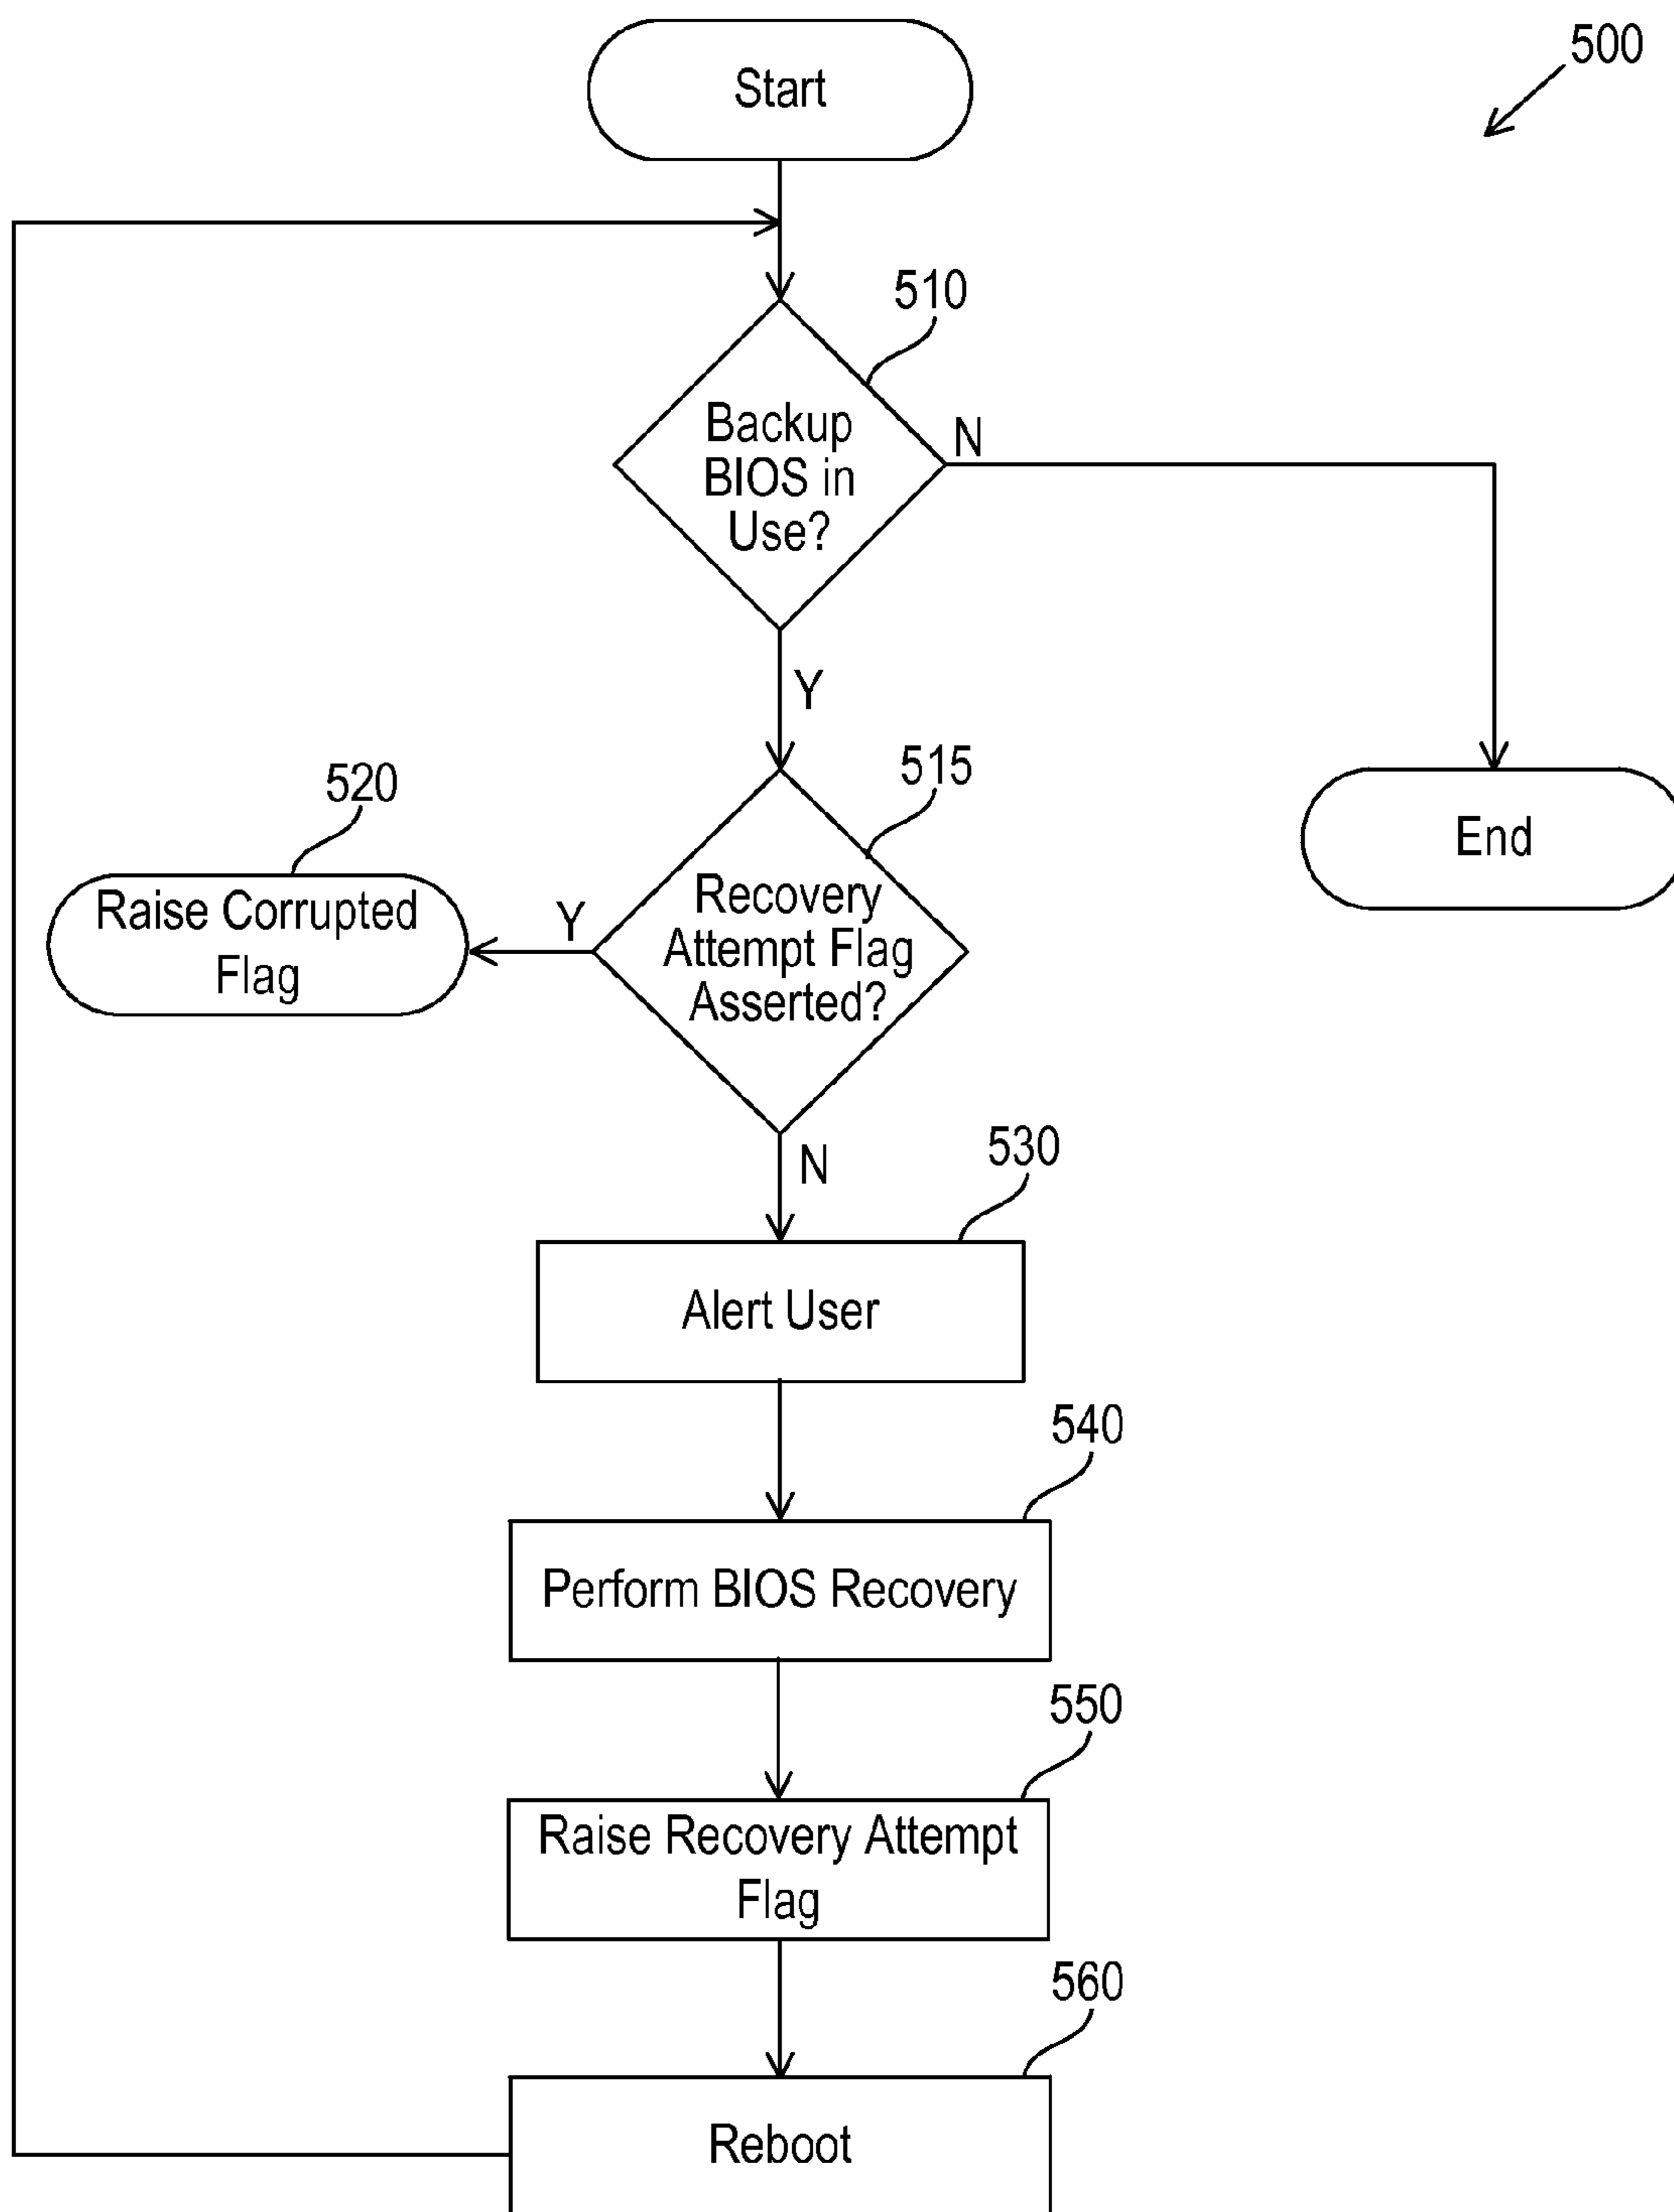 500
Start
510
Backup
BIOS in
Use?
N
Y
515
520
Recovery
Attempt Flag
Asserted?
Y
Raise Corrupted
Flag
End
N
530
Alert User
540
Perform BIOS Recovery
550
Raise Recovery Attempt
Flag
560
Reboot